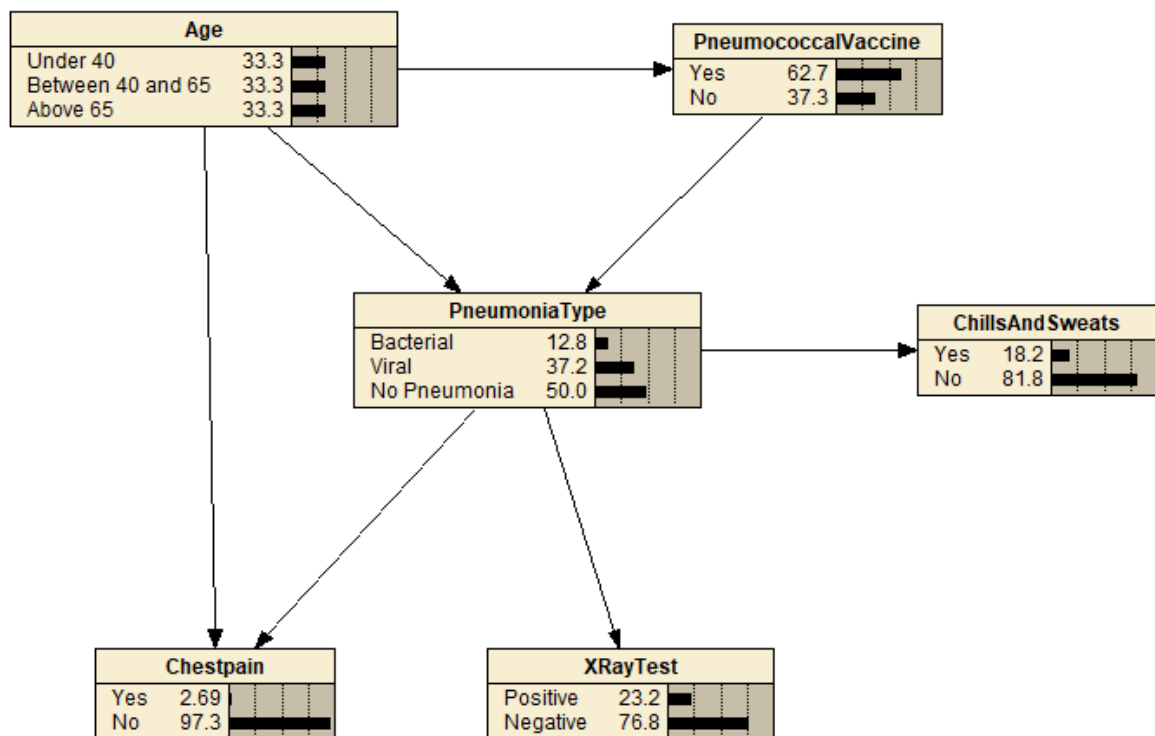 Age
Under 40 33.3
Between 40 and 65 33.3
Above 65 33.3
PneumococcalVaccine
Yes 62.7
No 37.3
PneumoniaType
Bacterial 12.8
Viral 37.2
No Pneumonia 50.0
ChillsAndSweats
Yes 18.2
No 81.8
Chestpain
Yes 2.69
No 97.3
XRayTest
Positive 23.2
Negative 76.8